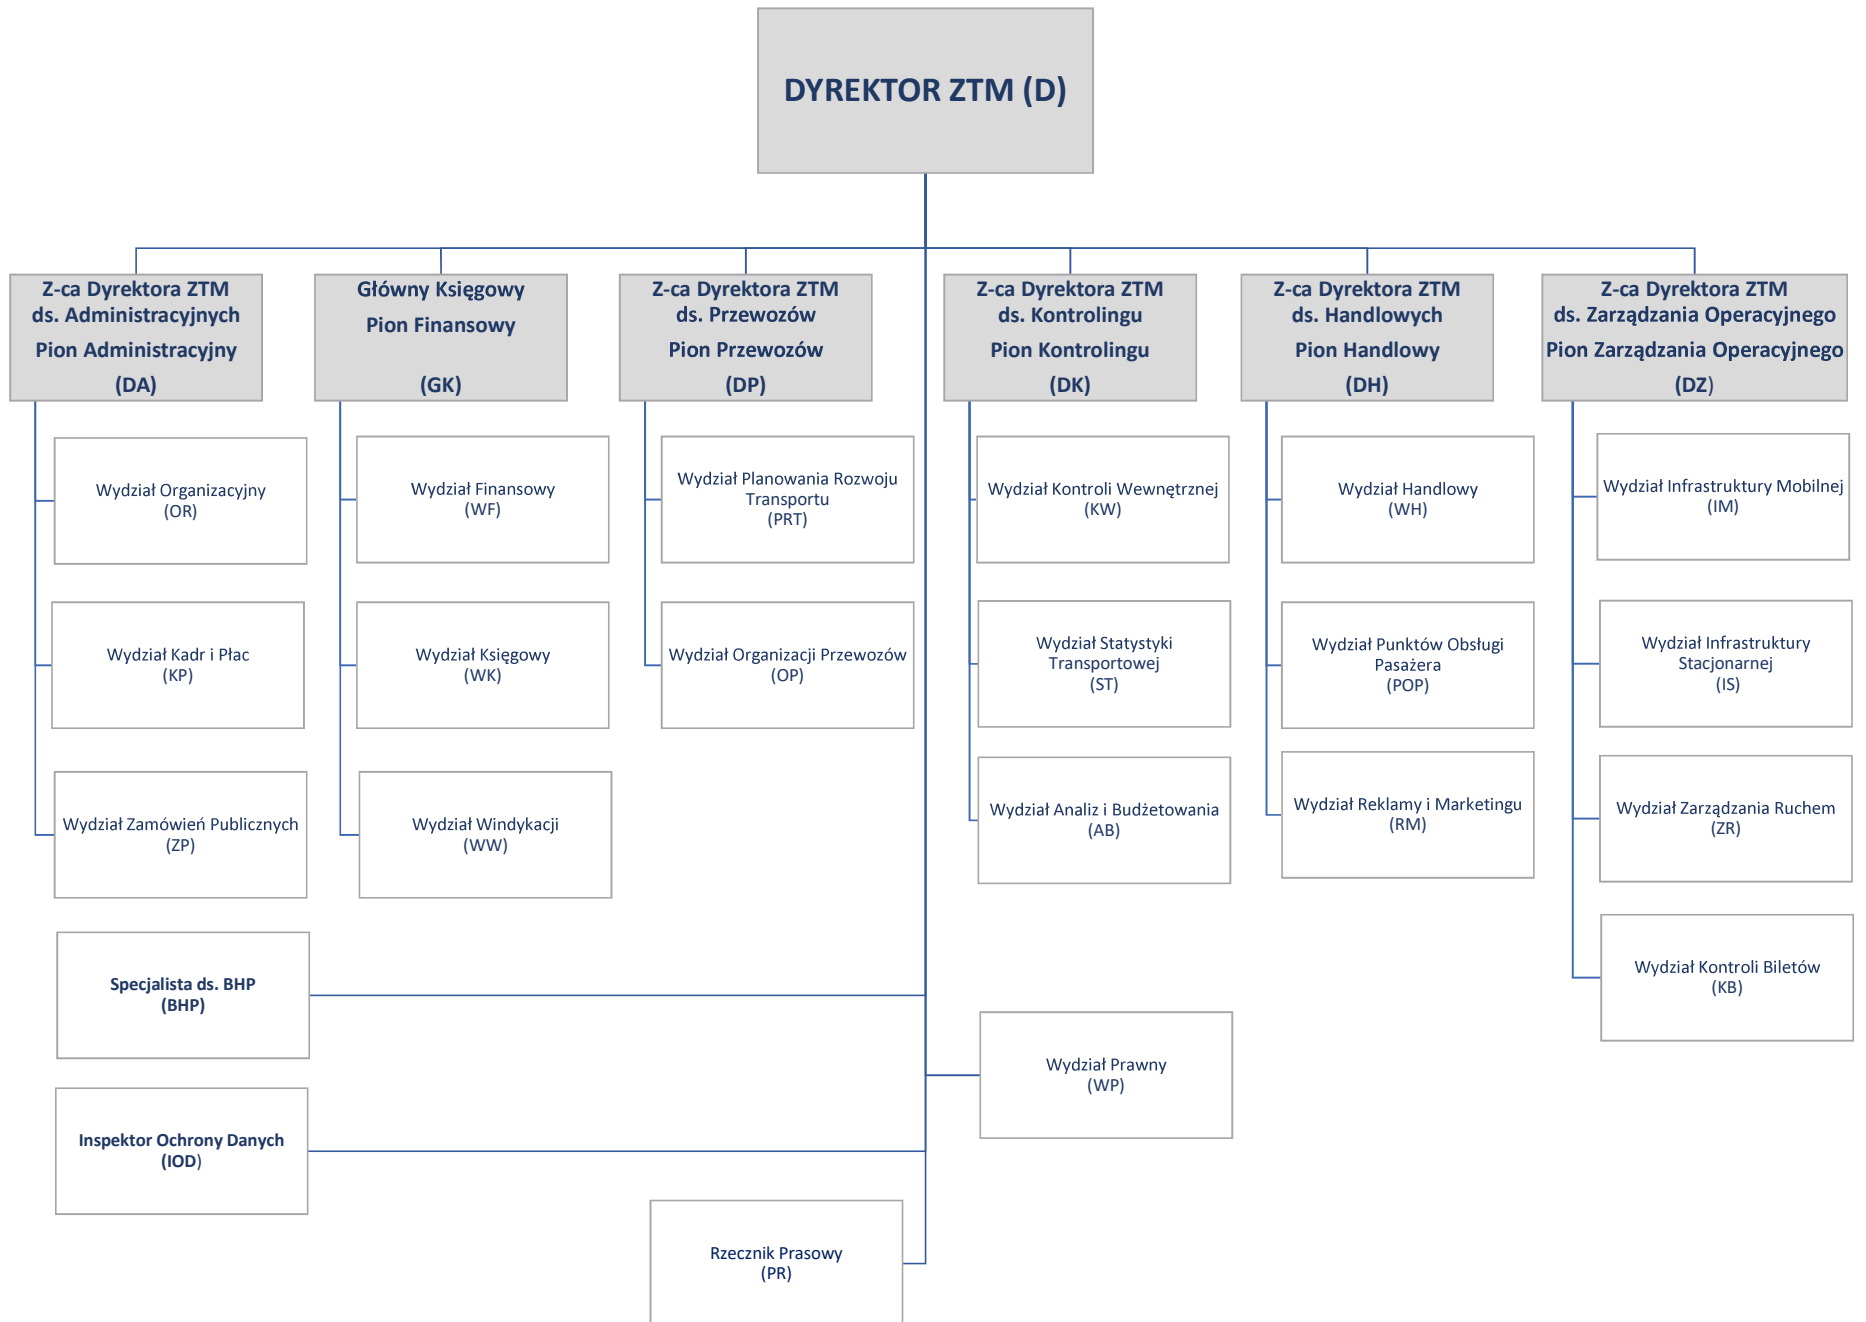 DYREKTOR ZTM (D)
Z-ca Dyrektora ZTM
ds. Administracyjnych
Pion Administracyjny
(DA)
Główny Księgowy
Pion Finansowy
(GK)
Z-ca Dyrektora ZTM
ds. Przewozów
Pion Przewozów
(DP)
Z-ca Dyrektora ZTM
ds. Kontrolingu
Pion Kontrolingu
(DK)
Z-ca Dyrektora ZTM
ds. Handlowych
Pion Handlowy
(DH)
Z-ca Dyrektora ZTM
ds. Zarządzania Operacyjnego
Pion Zarządzania Operacyjnego
(DZ)
Wydział Organizacyjny
(OR)
Wydział Finansowy
(WF)
Wydział Planowania Rozwoju
Transportu
(PRT)
Wydział Kontroli Wewnętrznej
(KW)
Wydział Handlowy
(WH)
Wydział Infrastruktury Mobilnej
(IM)
Wydział Kadr i Płac
(KP)
Wydział Księgowy
(WK)
Wydział Organizacji Przewozów
(OP)
Wydział Statystyki
Transportowej
(ST)
Wydział Punktów Obsługi
Pasażera
(POP)
Wydział Infrastruktury
Stacjonarnej
(IS)
Wydział Zamówień Publicznych
(ZP)
Wydział Windykacji
(WW)
Wydział Analiz i Budżetowania
(AB)
Wydział Reklamy i Marketingu
(RM)
Wydział Zarządzania Ruchem
(ZR)
Specjalista ds. BHP
(BHP)
Wydział Kontroli Biletów
(KB)
Wydział Prawny
(WP)
Inspektor Ochrony Danych
(IOD)
Rzecznik Prasowy
(PR)